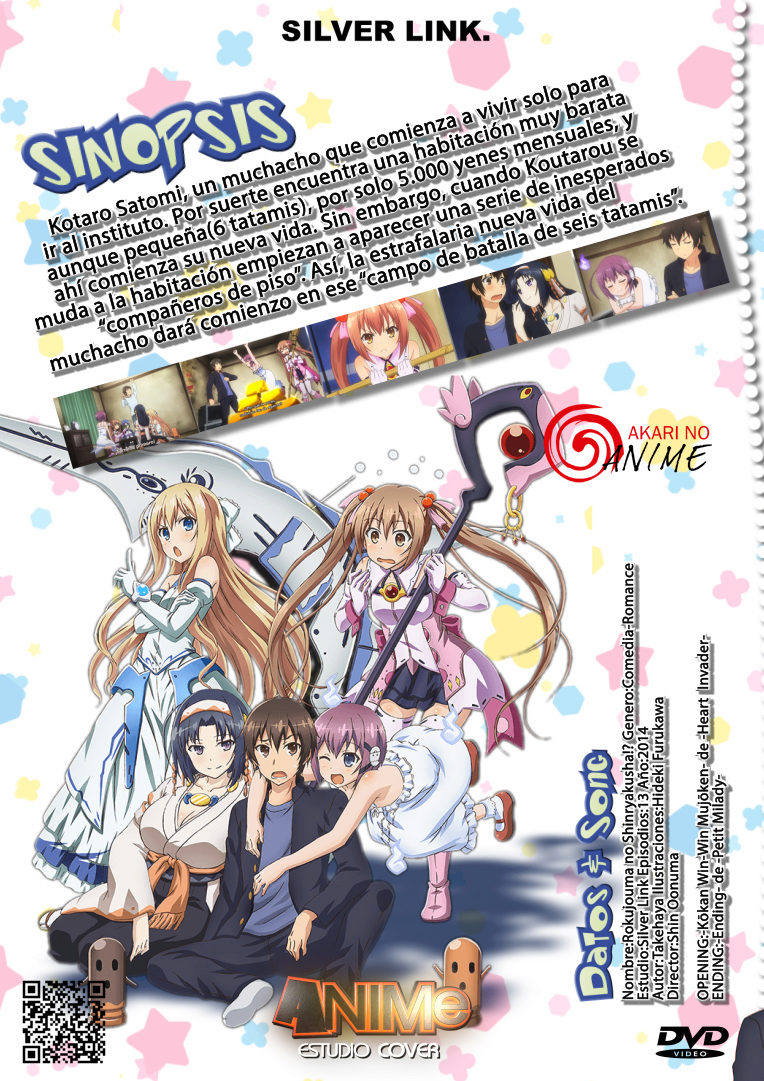 SILVER LINK.
SINOPSIS
Kotaro Satomi, un muchacho que comienza a vivir solo para
ir al instituto. Por suerte encuentra una habitación muy barata
aunque pequeña(6 tatamis), por solo 5.000 yenes mensuales, y
ahí comienza su nueva vida. Sin embargo, cuando Koutarou se
muda a la habitación empiezan a aparecer una serie de inesperados
“compañeros de piso”. Así, la estrafalaria nueva vida del
muchacho dará comienzo en ese “campo de batalla de seis tatamis”.
AKARI NO
ANIME
Datos & Song
Nombre:Rokujouma no Shinryakusha!? Genero:Comedia-Romance
Estudio:Silver Link Episodios:13 Año:2014
Autor:Takehaya Ilustraciones:Hideki Furukawa
Director:Shin Oonuma
OPENING:-Kōkan Win-Win Mujōken- de -Heart Invader-
ENDING:-Ending- de -Petit Milady-
ANIMe
ESTUDIO COVER
DVD
VIDEO